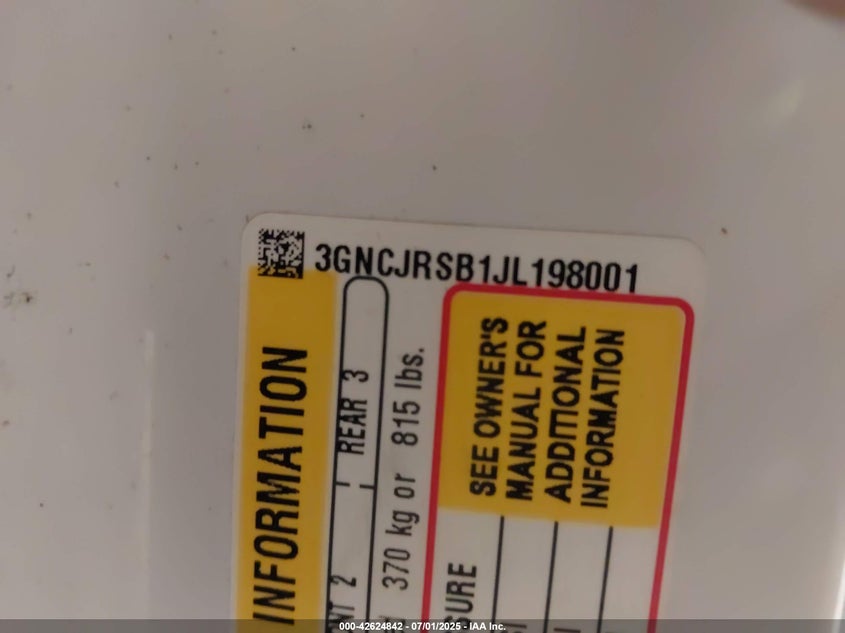 3GNCJRSB1JL198001
INFORMATION
REAR 3
2
370 kg or 815 lbs.
SEE OWNER'S
MANUAL FOR
ADDITIONAL
INFORMATION
000-42624842 - 07/01/2025 - IAA Inc.